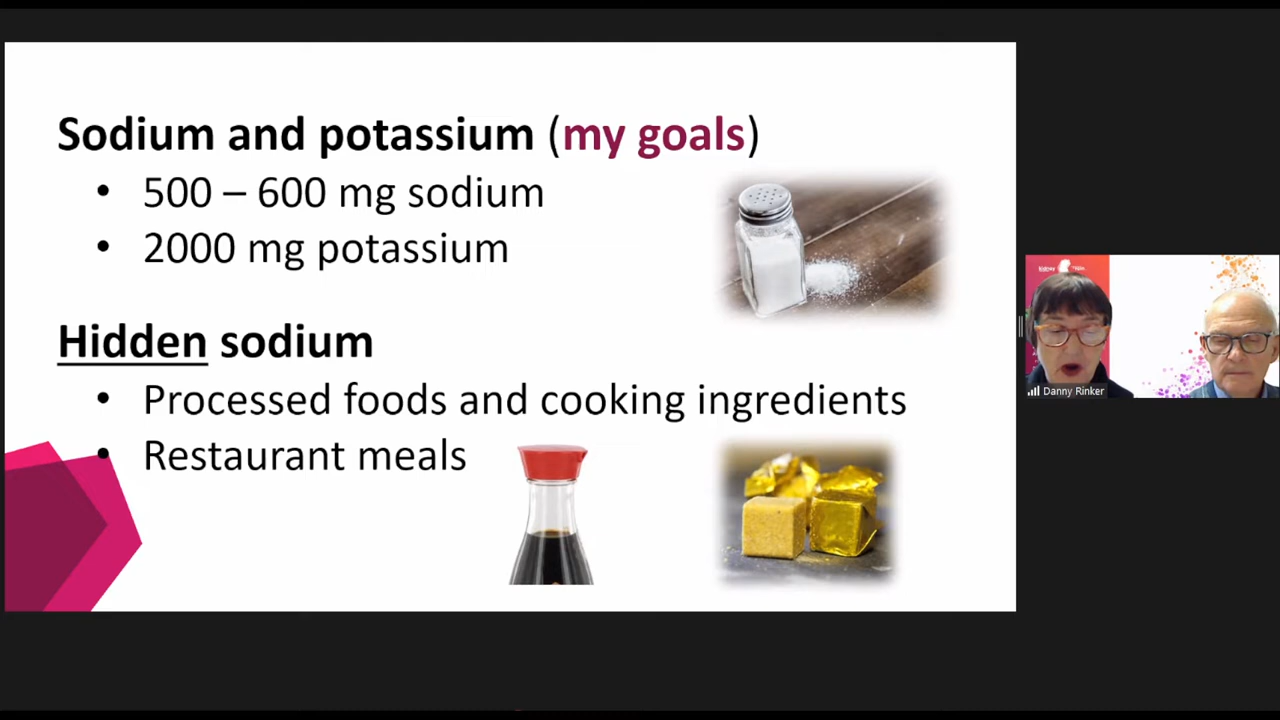 Sodium and potassium (my goals)
• 500 – 600 mg sodium
• 2000 mg potassium
Hidden sodium
• Processed foods and cooking ingredients
• Restaurant meals
Danny Rinker